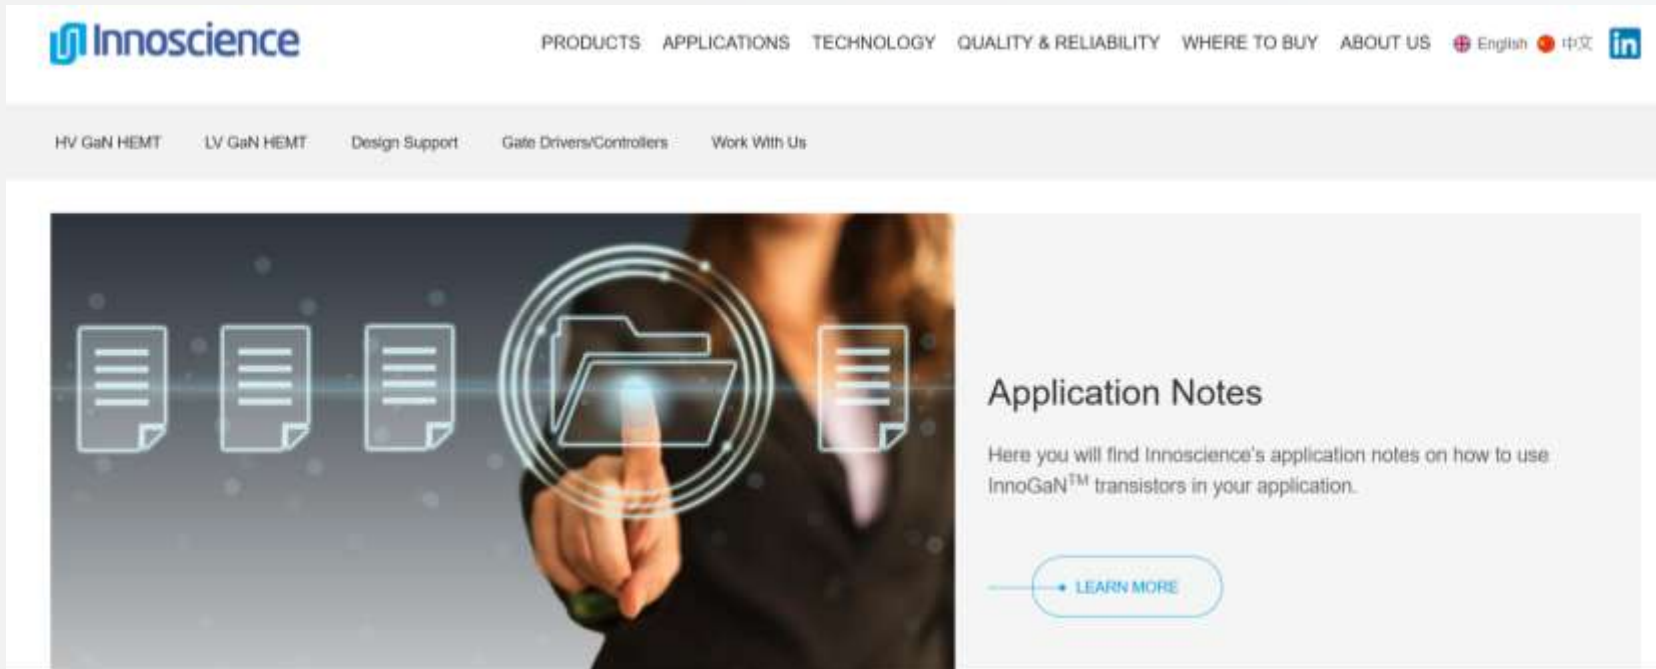 Innoscience
PRODUCTS APPLICATIONS TECHNOLOGY QUALITY & RELIABILITY WHERE TO BUY ABOUT US English 中文 in
HV GaN HEMT LV GaN HEMT Design Support Gate Drivers/Controllers Work With Us
Application Notes
Here you will find Innoscience's application notes on how to use
InnoGaN™ transistors in your application.
LEARN MORE